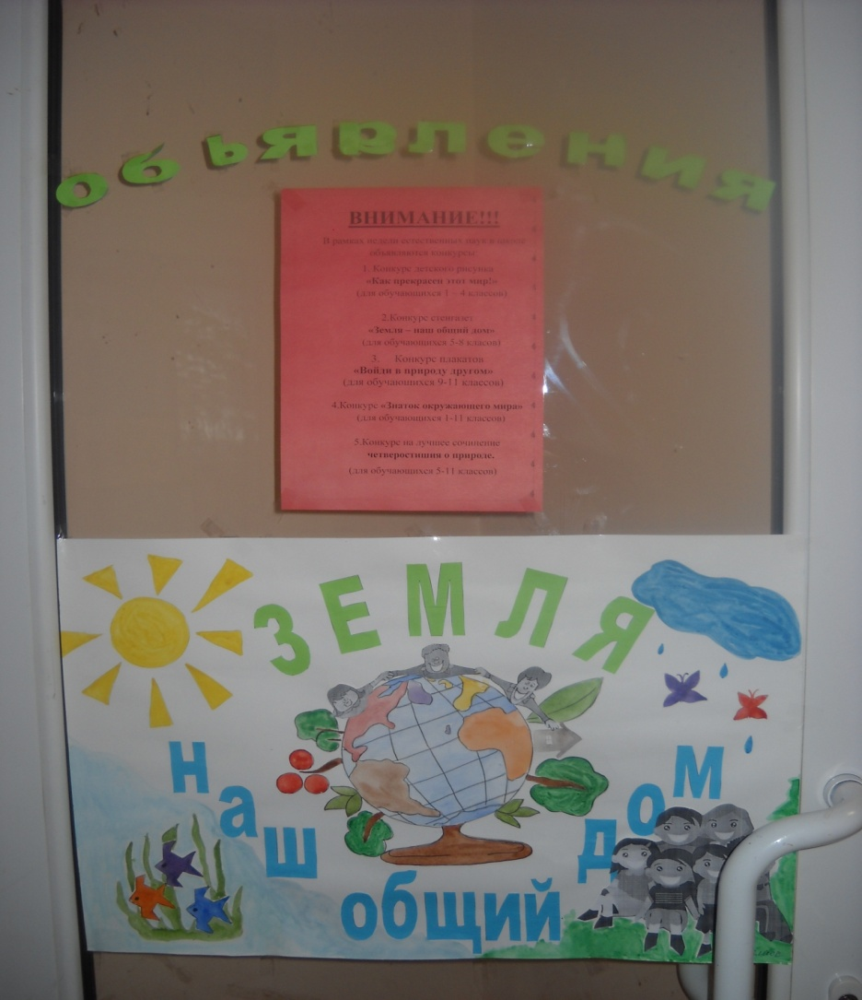 объявления
ВНИМАНИЕ!!!
В рамках недели естественных наук в школе
объявляются конкурсы:
1. Конкурс детского рисунка
«Как прекрасен этот мир!»
(для обучающихся 1 – 4 классов)
2.Конкурс стенгазет
«Земля – наш общий дом»
(для обучающихся 5-8 класов)
3. Конкурс плакатов
«Войди в природу другом»
(для обучающихся 9-11 классов)
4.Конкурс «Знаток окружающего мира»
(для обучающихся 1-11 классов)
5.Конкурс на лучшее сочинение
четверостишия о природе.
(для обучающихся 5-11 классов)
ЗЕМЛЯ
наш
общий
дом